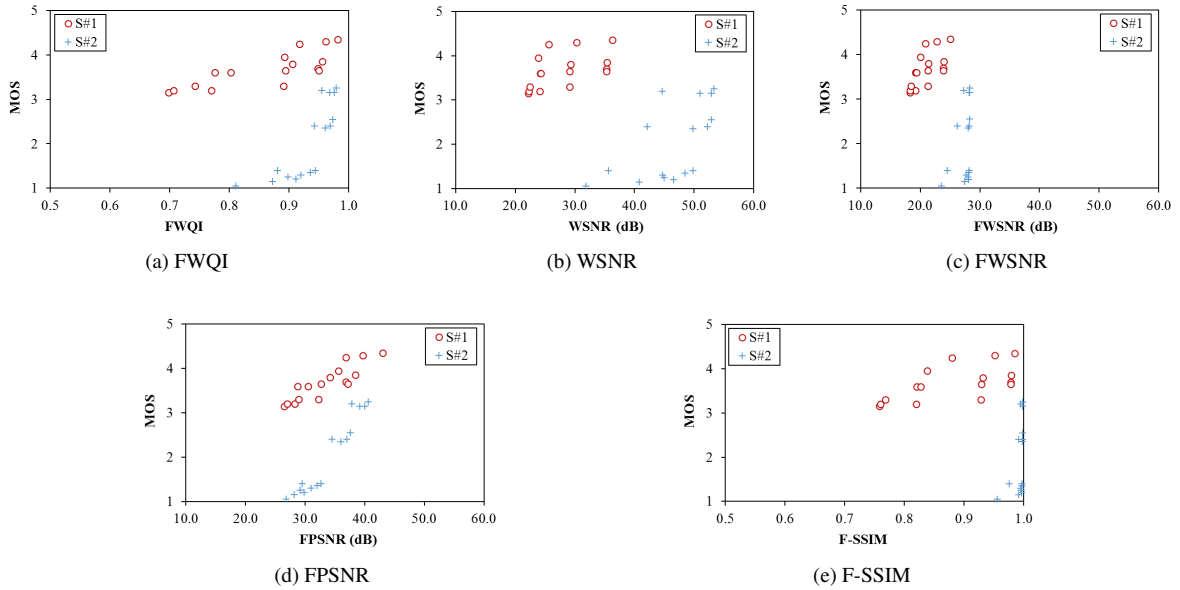 5
4
3
2
1
MOS
S#1
S#2
0.5 0.6 0.7 0.8 0.9 1.0
FWQI
(a) FWQI
5
4
3
2
1
MOS
S#1
S#2
10.0 20.0 30.0 40.0 50.0 60.0
WSNR (dB)
(b) WSNR
5
4
3
2
1
MOS
S#1
S#2
10.0 20.0 30.0 40.0 50.0 60.0
FWSNR (dB)
(c) FWSNR
5
4
3
2
1
MOS
S#1
S#2
10.0 20.0 30.0 40.0 50.0 60.0
FPSNR (dB)
(d) FPSNR
5
4
3
2
1
MOS
S#1
S#2
0.5 0.6 0.7 0.8 0.9 1.0
F-SSIM
(e) F-SSIM